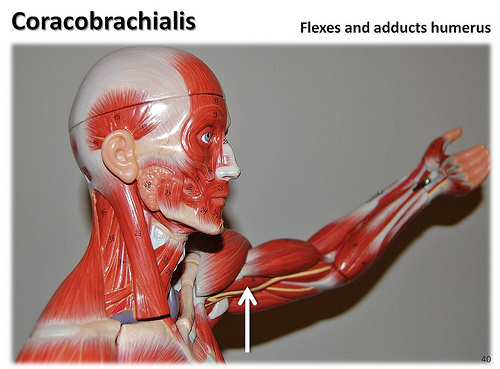 Coracobrachialis
Flexes and adducts humerus
40